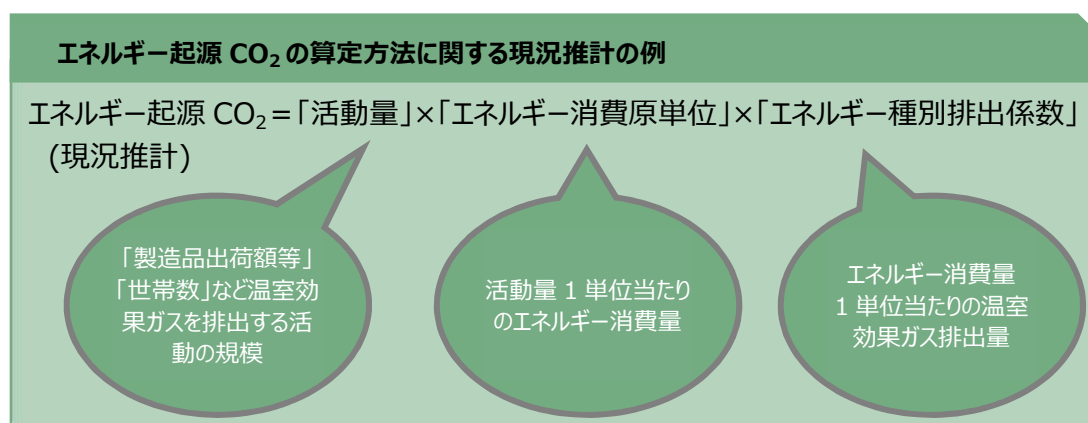 エネルギー起源 CO₂の算定方法に関する現況推計の例
エネルギー起源 CO₂＝「活動量」×「エネルギー消費原単位」×「エネルギー種別排出係数」
(現況推計)
「製造品出荷額等」
「世帯数」など温室効
果ガスを排出する活
動の規模
活動量 1 単位当たり
のエネルギー消費量
エネルギー消費量
1 単位当たりの温室
効果ガス排出量